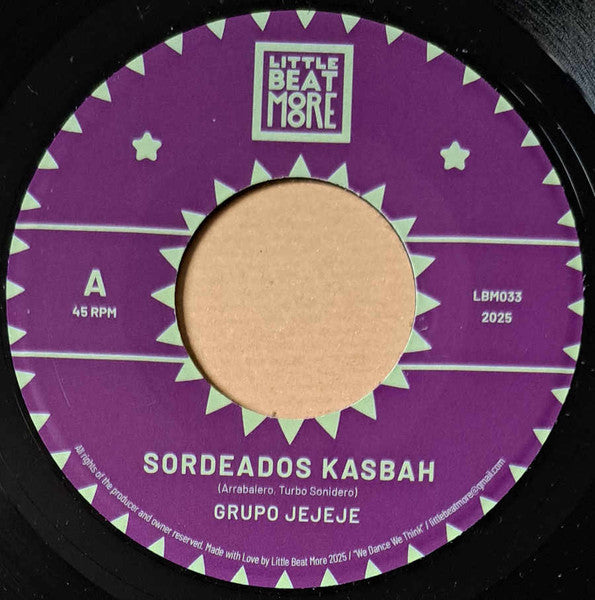 LITTLE
BEAT
MOORE
A
45 RPM
LBM033
2025
SORDEADOS KASBAH
(Arrabalero, Turbo Sonidero)
GRUPO JEJEJE
All rights of the producer and owner reserved. Made with Love by Little Beat More 2025 / "We Dance We Think" / littlebeatmore@gmail.com